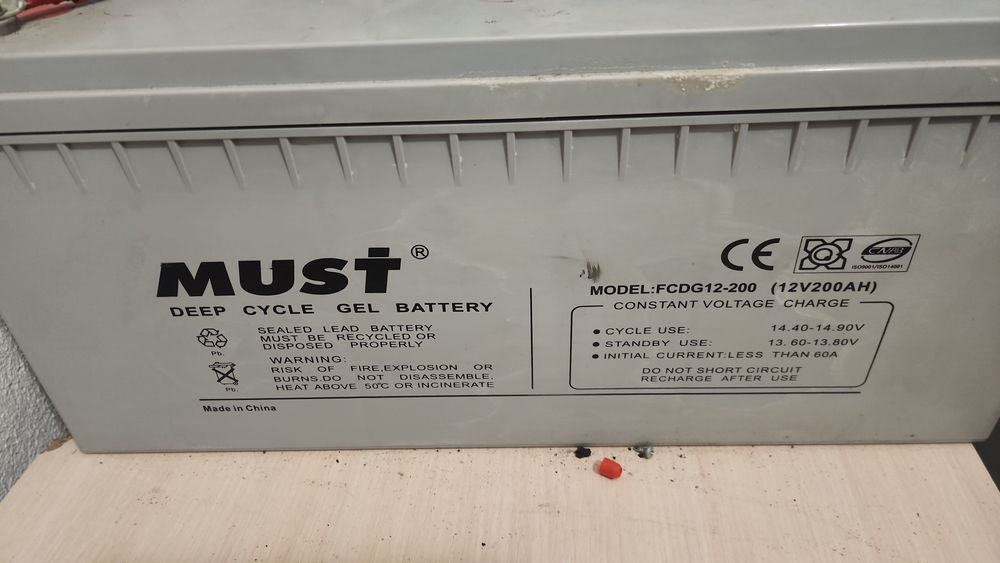 MUST®
DEEP CYCLE GEL BATTERY
SEALED LEAD BATTERY
MUST BE RECYCLED OR
DISPOSED PROPERLY
Pb.
WARNING:
RISK OF FIRE,EXPLOSION OR
BURNS.DO NOT DISASSEMBLE,
HEAT ABOVE 50℃ OR INCINERATE
Pb.
Made in China
CE
ISO9001/ISO14001
MODEL:FCDG12-200 (12V200AH)
CONSTANT VOLTAGE CHARGE
● CYCLE USE: 14.40-14.90V
● STANDBY USE: 13.60-13.80V
● INITIAL CURRENT:LESS THAN 60A
DO NOT SHORT CIRCUIT
RECHARGE AFTER USE